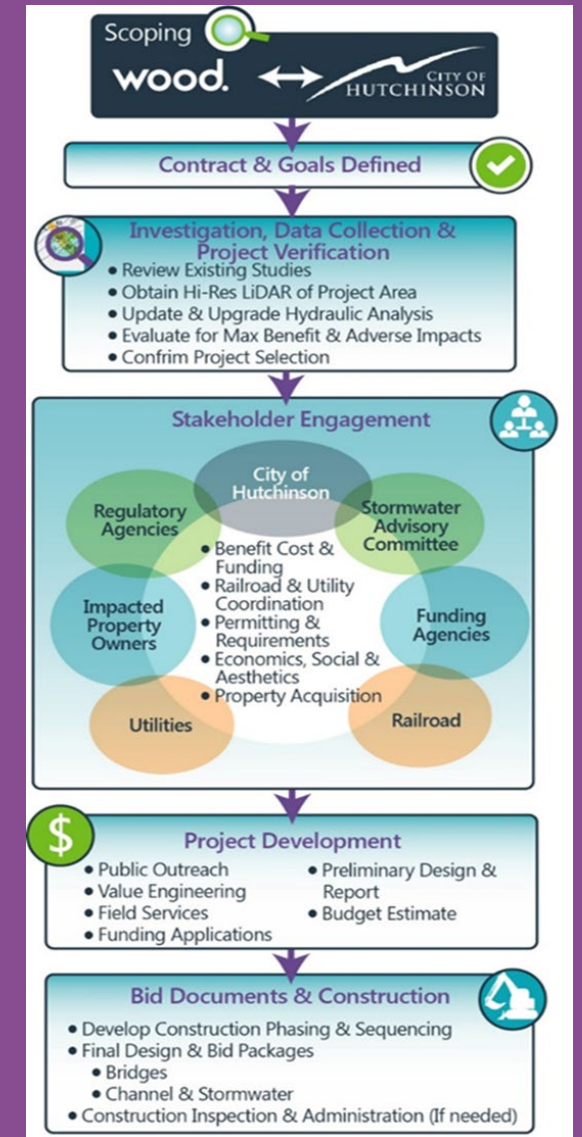 Scoping
wood.
CITY OF
HUTCHINSON
Contract & Goals Defined
Investigation, Data Collection &
Project Verification
• Review Existing Studies
• Obtain Hi-Res LiDAR of Project Area
• Update & Upgrade Hydraulic Analysis
• Evaluate for Max Benefit & Adverse Impacts
• Confrim Project Selection
Stakeholder Engagement
City of
Hutchinson
Regulatory
Agencies
Stormwater
Advisory
Committee
Impacted
Property
Owners
Funding
Agencies
Utilities
Railroad
• Benefit Cost &
Funding
• Railroad & Utility
Coordination
• Permitting &
Requirements
• Economics, Social &
Aesthetics
• Property Acquisition
$
Project Development
• Public Outreach
• Value Engineering
• Field Services
• Funding Applications
• Preliminary Design &
Report
• Budget Estimate
Bid Documents & Construction
• Develop Construction Phasing & Sequencing
• Final Design & Bid Packages
• Bridges
• Channel & Stormwater
• Construction Inspection & Administration (If needed)